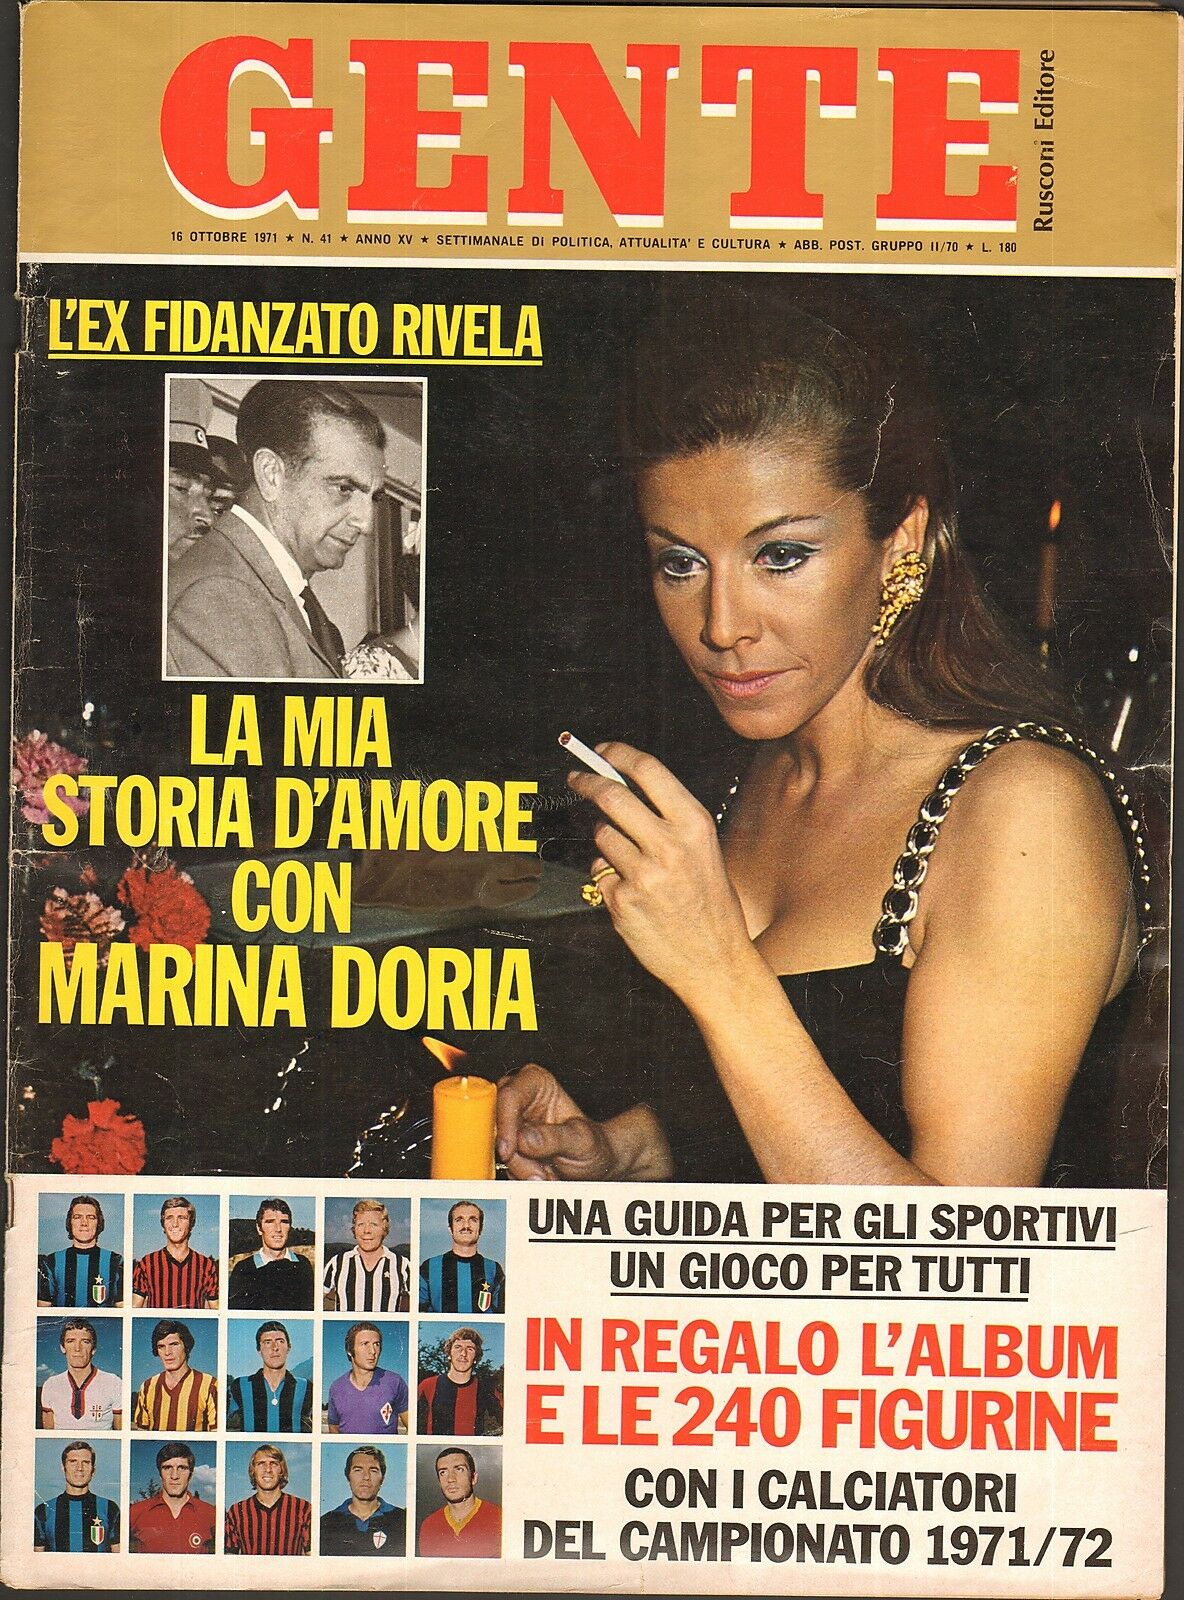 GENTE
Rusconi Editore
16 OTTOBRE 1971 ★ N. 41 ★ ANNO XV ★ SETTIMANALE DI POLITICA, ATTUALITA' E CULTURA ★ ABB. POST. GRUPPO II/70 ★ L. 180
L'EX FIDANZATO RIVELA
LA MIA
STORIA D'AMORE
CON
MARINA DORIA
UNA GUIDA PER GLI SPORTIVI
UN GIOCO PER TUTTI
IN REGALO L'ALBUM
E LE 240 FIGURINE
CON I CALCIATORI
DEL CAMPIONATO 1971/72